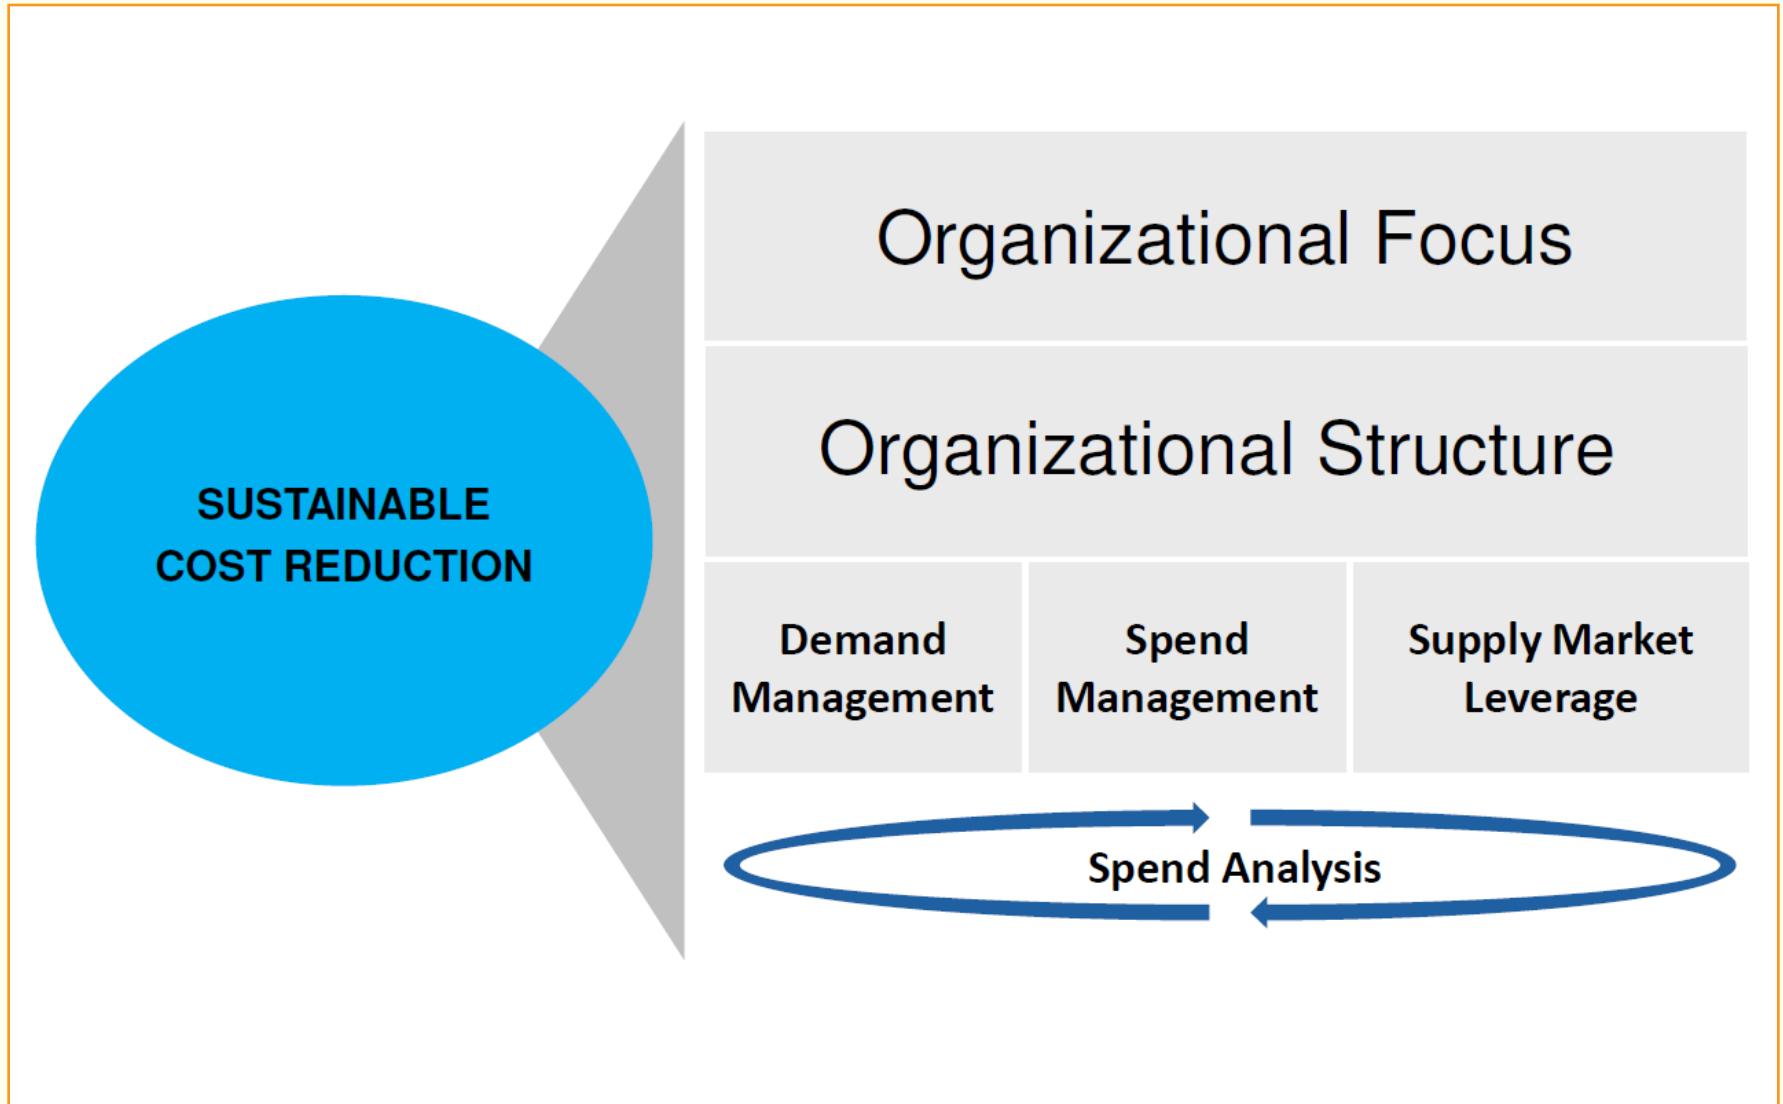 SUSTAINABLE
COST REDUCTION
Organizational Focus
Organizational Structure
Demand
Management
Spend
Management
Supply Market
Leverage
Spend Analysis